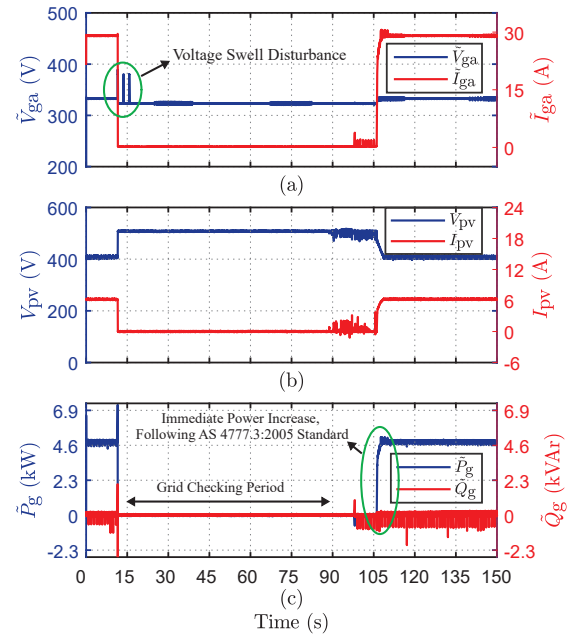 500
400
300
200
30
15
0
Ṽga (V)
Ĩga (A)
Voltage Swell Disturbance
Ṽga
Ĩga
(a)
600
400
200
0
24
18
12
6
0
-6
Vpv (V)
Ipv (A)
Vpv
Ipv
(b)
6.9
4.6
2.3
0
-2.3
6.9
4.6
2.3
0
-2.3
P̃g (kW)
Q̃g (kVAr)
Immediate Power Increase,
Following AS 4777.3:2005 Standard
Grid Checking Period
P̃g
Q̃g
0 15 30 45 60 75 90 105 120 135 150
(c)
Time (s)